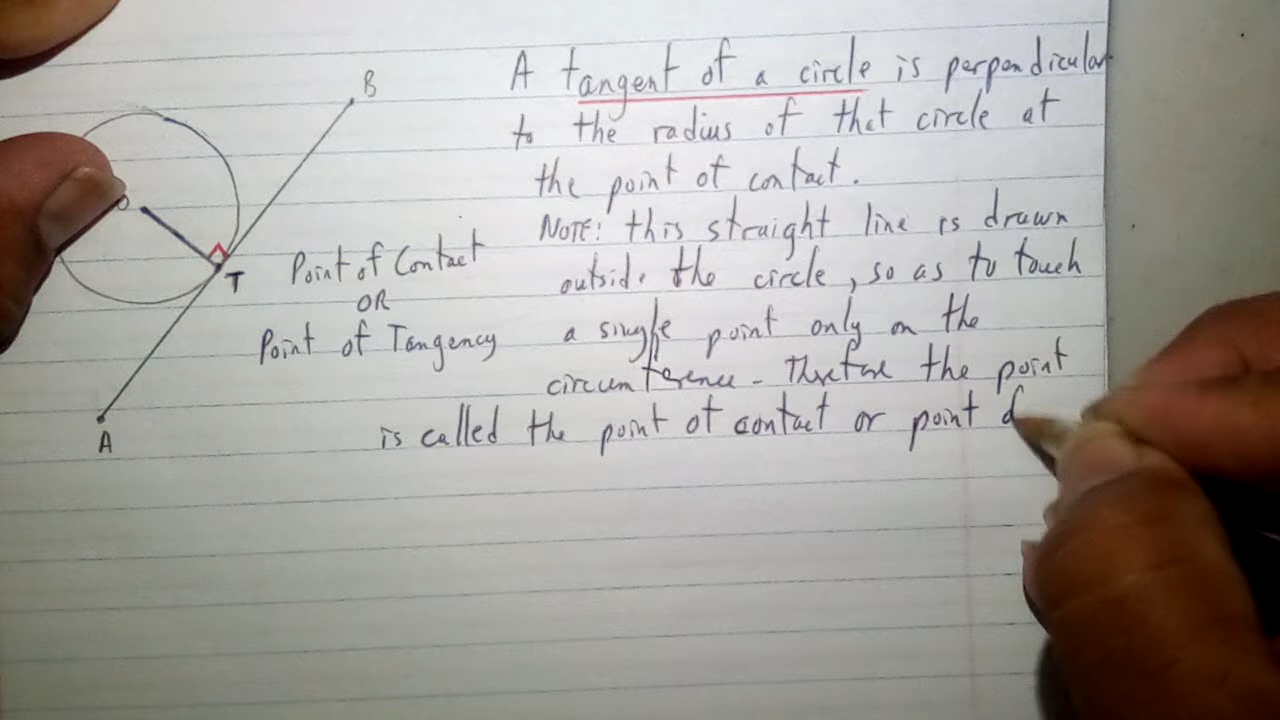 B
O
T
A
Point of Contact
OR
Point of Tangency
A tangent of a circle is perpendicular
to the radius of that circle at
the point of contact.
NOTE: this straight line is drawn
outside the circle, so as to touch
a single point only on the
circumference - Therefore the point
is called the point of contact or point